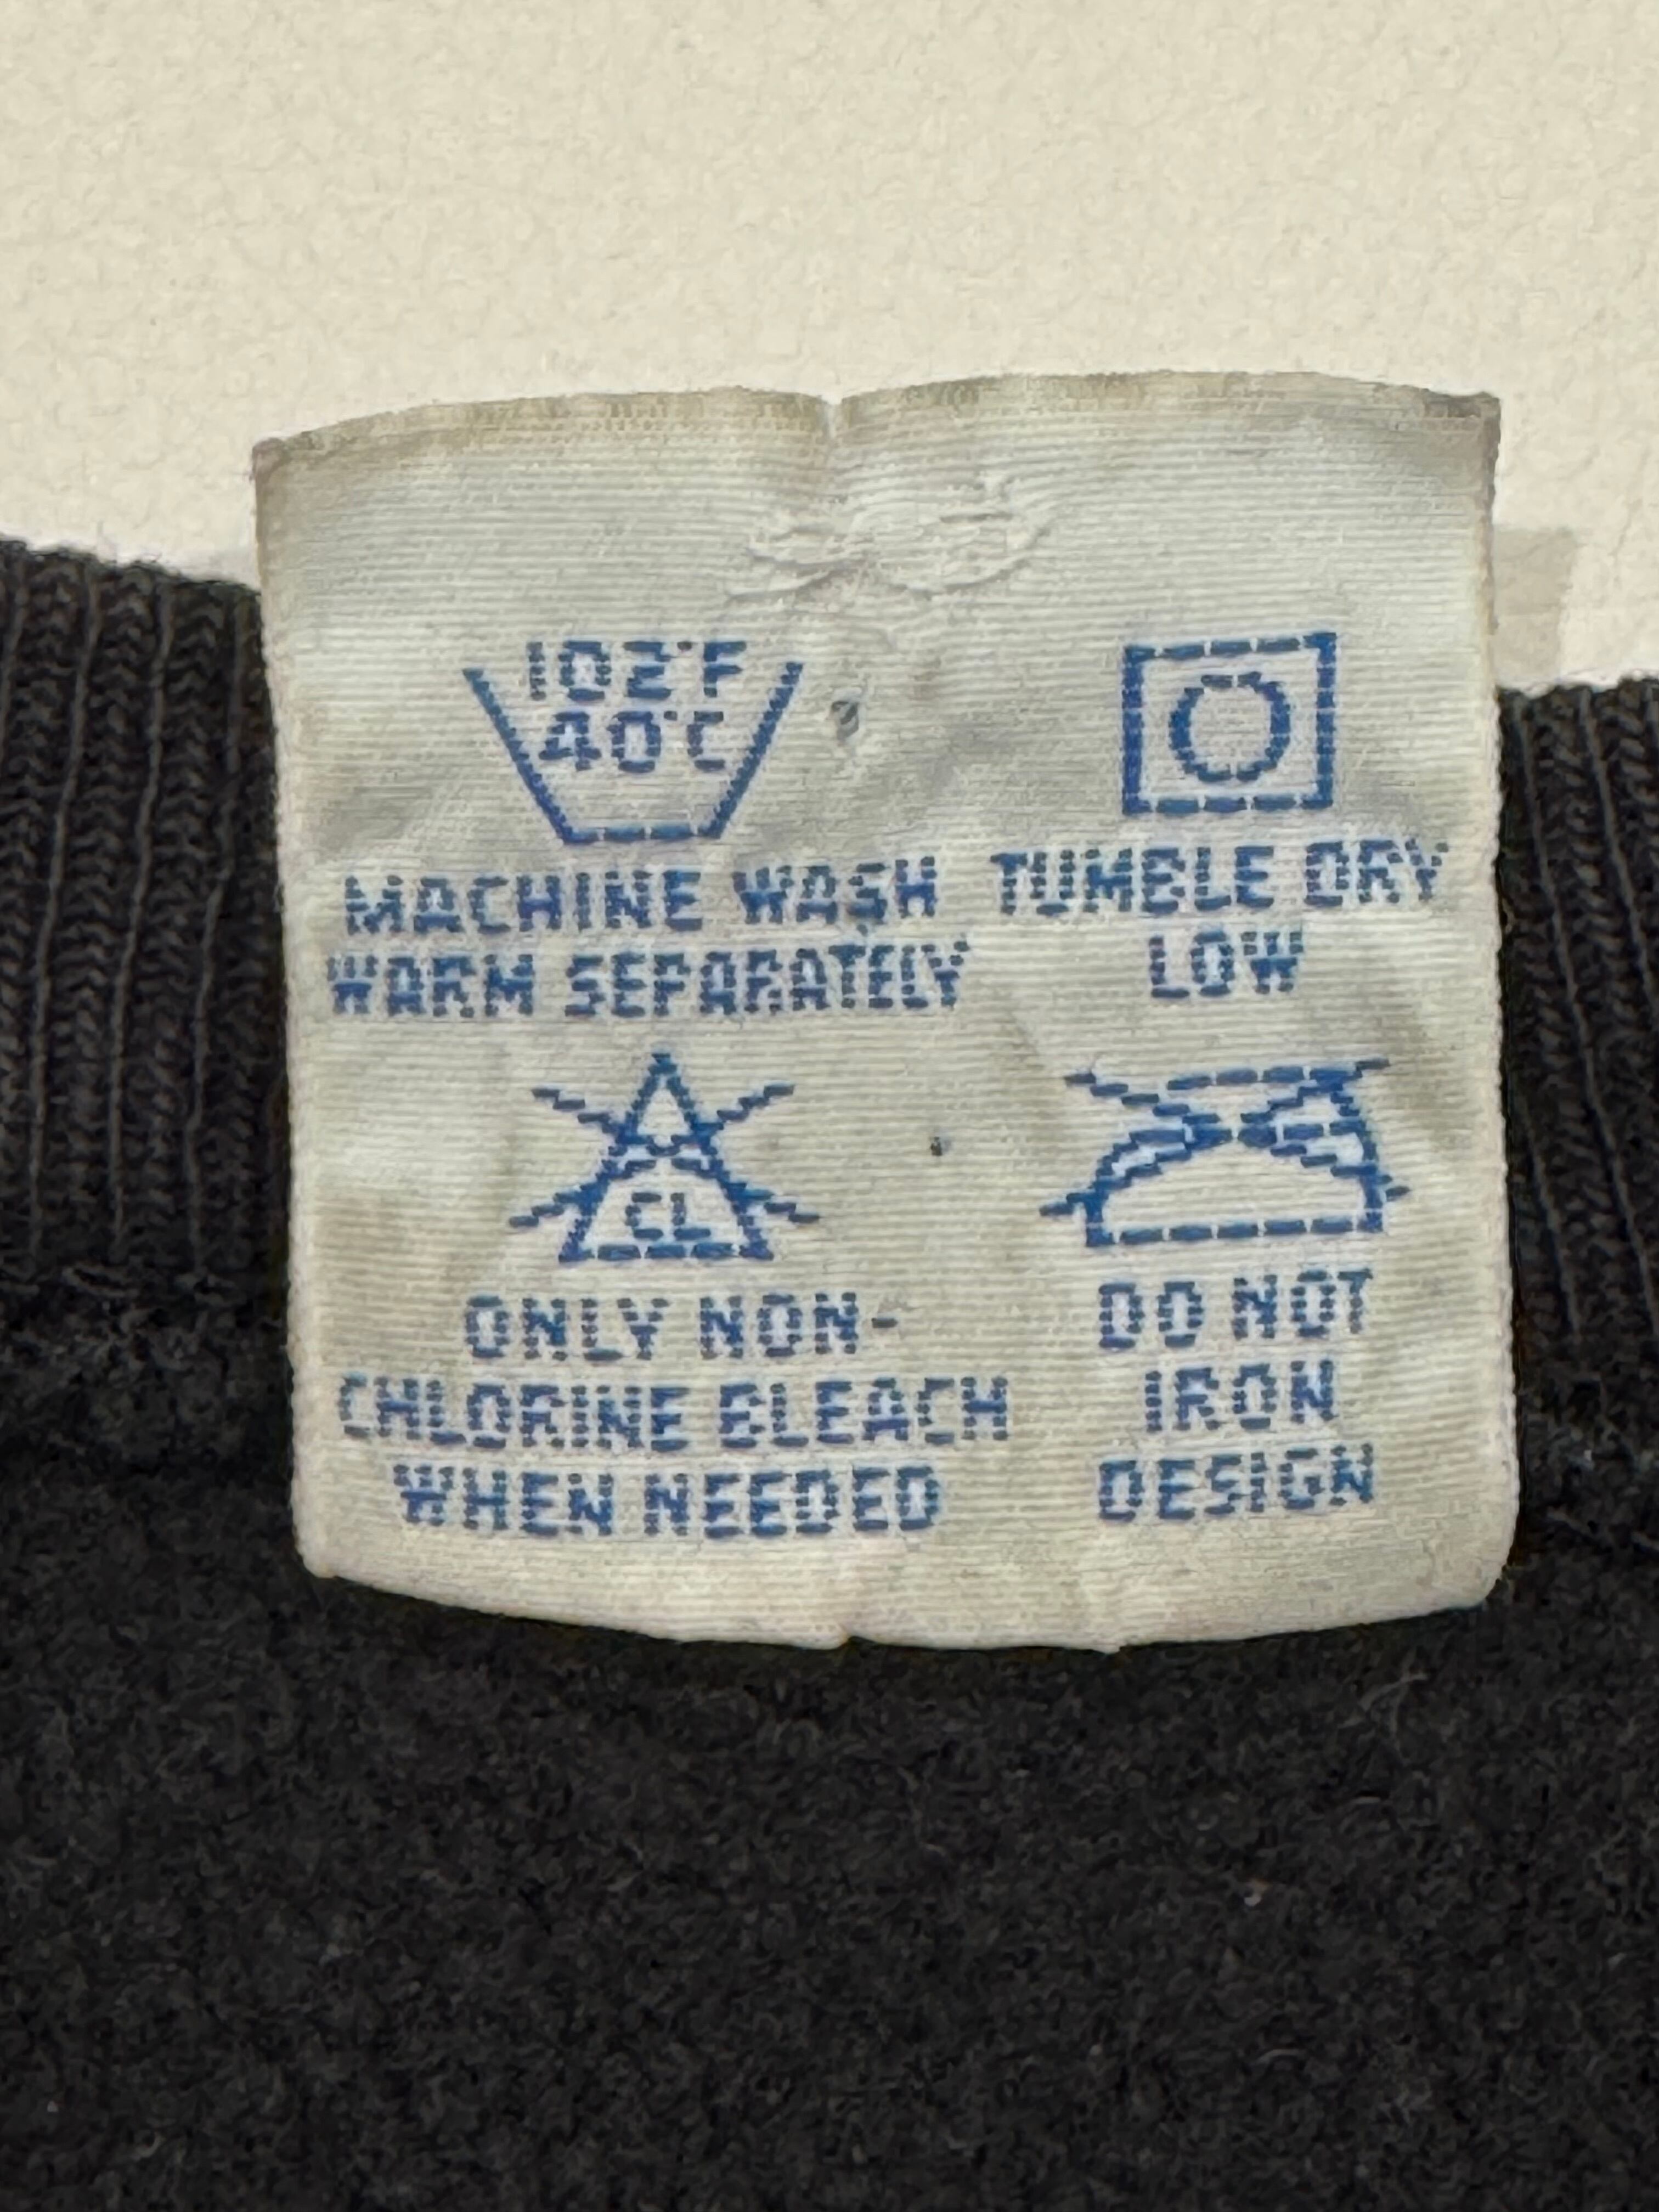 102°F
40°C
MACHINE WASH
WARM SEPARATELY
TUMBLE DRY
LOW
CL
ONLY NON-
CHLORINE BLEACH
WHEN NEEDED
DO NOT
IRON
DESIGN